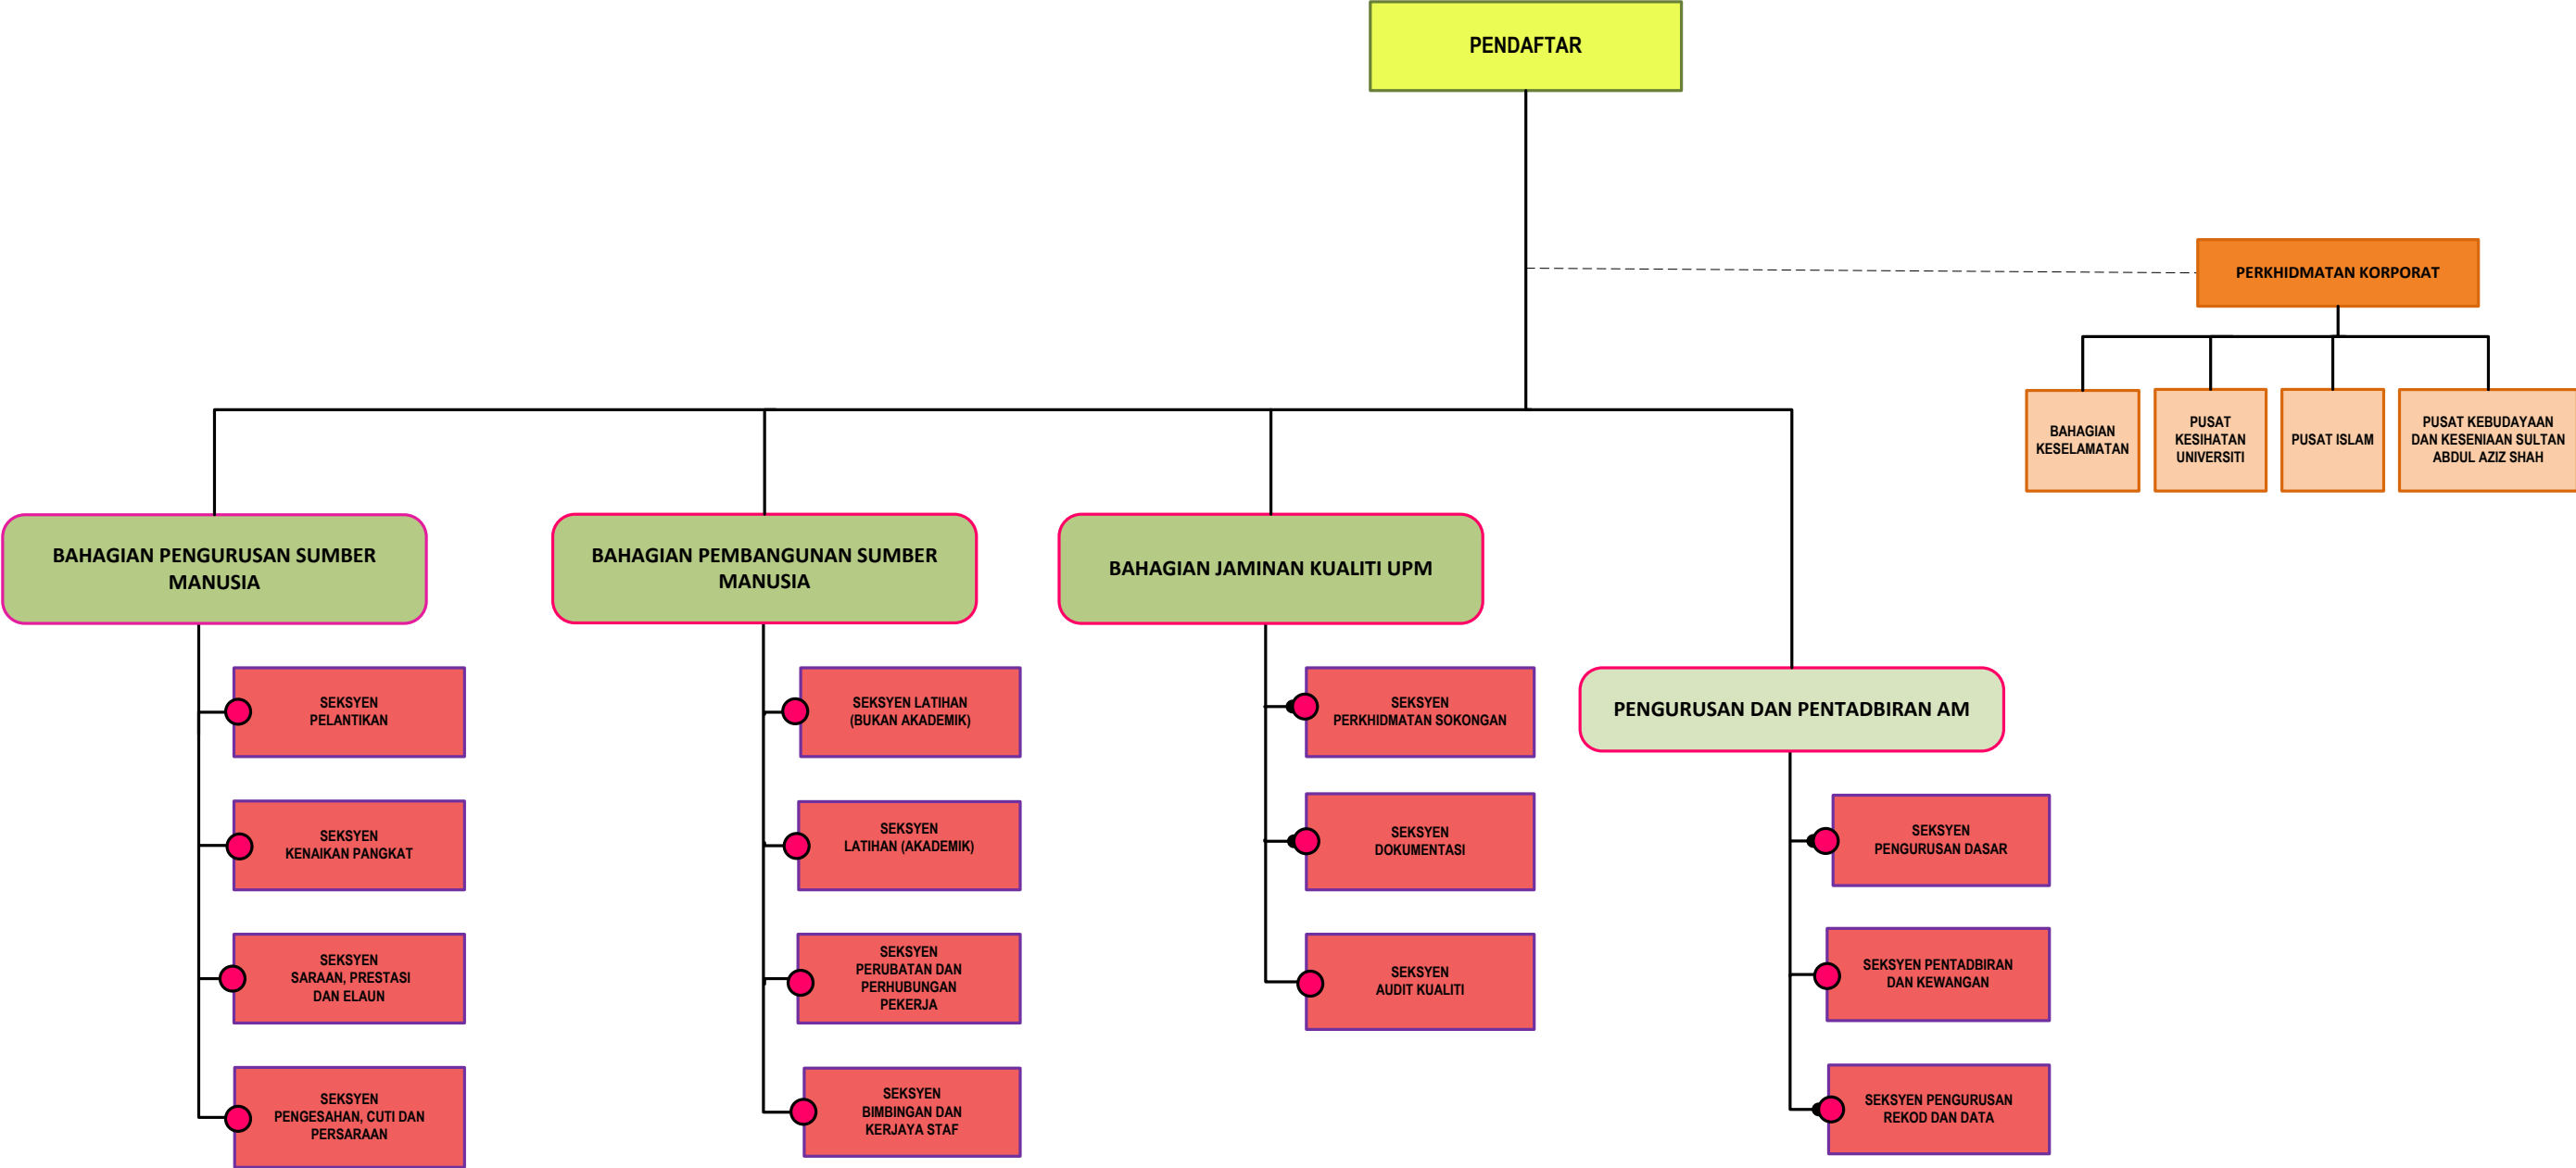 PENDAFTAR
PERKHIDMATAN KORPORAT
BAHAGIAN
KESELAMATAN
PUSAT
KESIHATAN
UNIVERSITI
PUSAT ISLAM
PUSAT KEBUDAYAAN
DAN KESENIAAN SULTAN
ABDUL AZIZ SHAH
BAHAGIAN PENGURUSAN SUMBER
MANUSIA
SEKSYEN
PELANTIKAN
SEKSYEN
KENAIKAN PANGKAT
SEKSYEN
SARAAN, PRESTASI
DAN ELAUN
SEKSYEN
PENGESAHAN, CUTI DAN
PERSARAAN
BAHAGIAN PEMBANGUNAN SUMBER
MANUSIA
SEKSYEN LATIHAN
(BUKAN AKADEMIK)
SEKSYEN
LATIHAN (AKADEMIK)
SEKSYEN
PERUBATAN DAN
PERHUBUNGAN
PEKERJA
SEKSYEN
BIMBINGAN DAN
KERJAYA STAF
BAHAGIAN JAMINAN KUALITI UPM
SEKSYEN
PERKHIDMATAN SOKONGAN
SEKSYEN
DOKUMENTASI
SEKSYEN
AUDIT KUALITI
PENGURUSAN DAN PENTADBIRAN AM
SEKSYEN
PENGURUSAN DASAR
SEKSYEN PENTADBIRAN
DAN KEWANGAN
SEKSYEN PENGURUSAN
REKOD DAN DATA